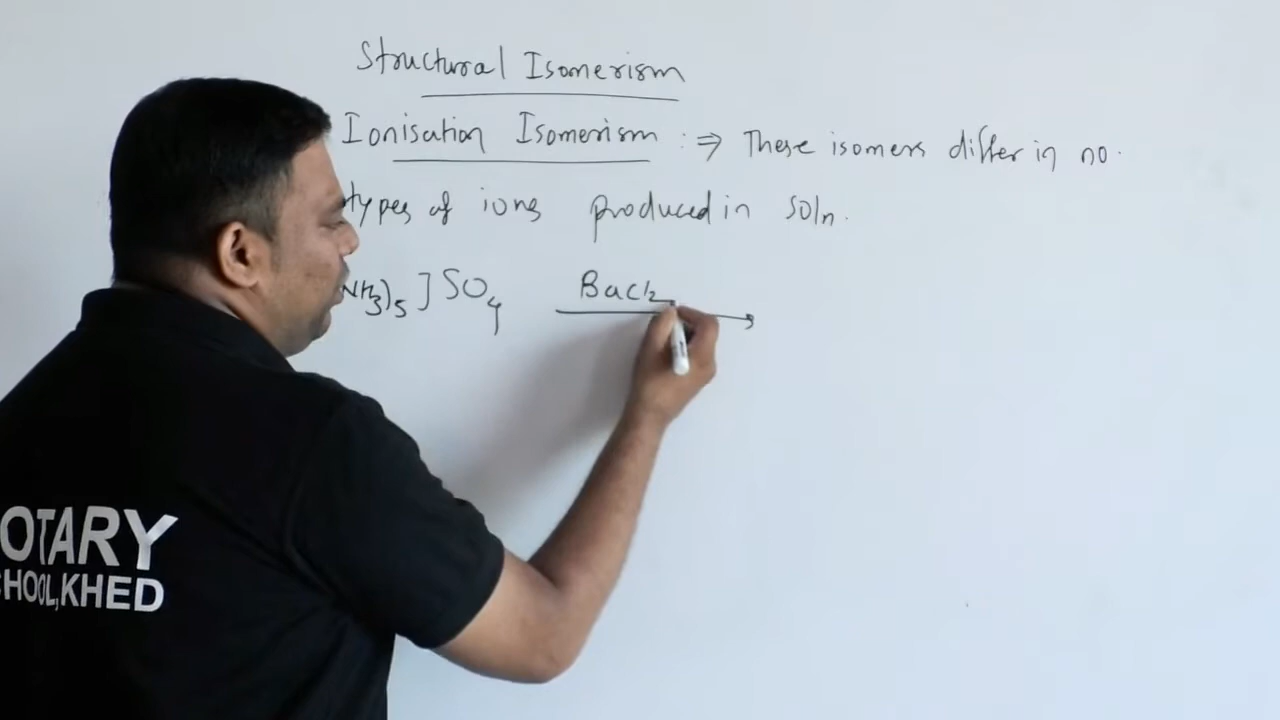 Structural Isomerism
Ionisation Isomerism :⇒ These isomers differ in no.
types of ions produced in soln.
NH3)5 ] SO4 BaCl
OTARY
HOOL,KHED